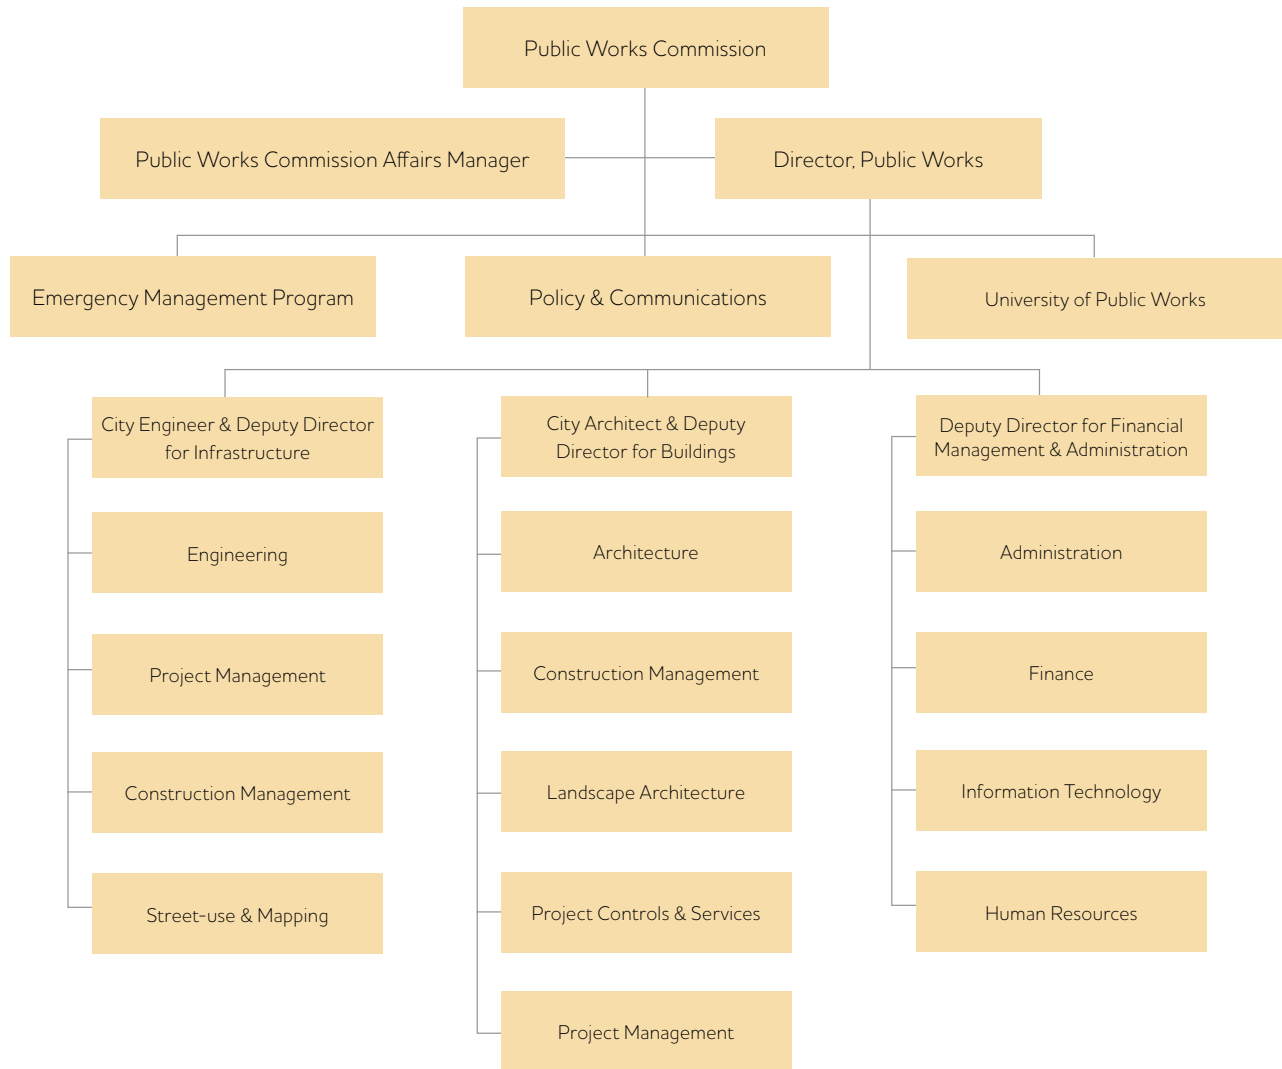 Public Works Commission
Public Works Commission Affairs Manager
Director, Public Works
Emergency Management Program
Policy & Communications
University of Public Works
City Engineer & Deputy Director
for Infrastructure
Engineering
Project Management
Construction Management
Street-use & Mapping
City Architect & Deputy
Director for Buildings
Architecture
Construction Management
Landscape Architecture
Project Controls & Services
Project Management
Deputy Director for Financial
Management & Administration
Administration
Finance
Information Technology
Human Resources